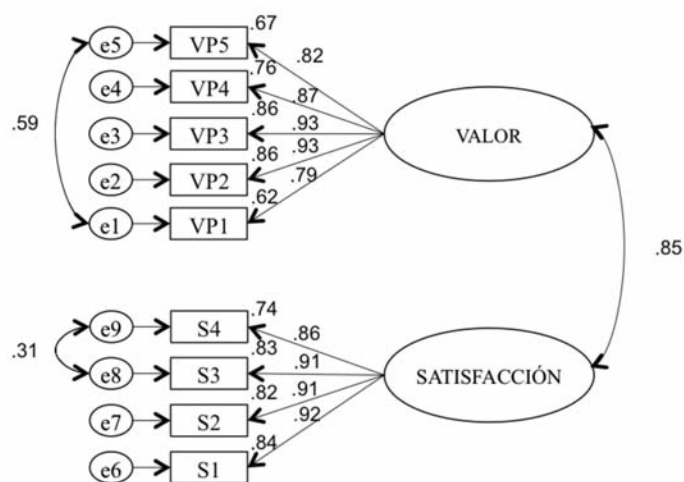 .67
e5 VP5 .82
.76
e4 VP4 .87
.86
.59 e3 VP3 .93 VALOR
.93
.86
e2 VP2 .79
.62
e1 VP1
.85
.74
e9 S4 .86
.83
.31 e8 S3 .91 SATISFACCIÓN
.91
.82
e7 S2 .92
.84
e6 S1